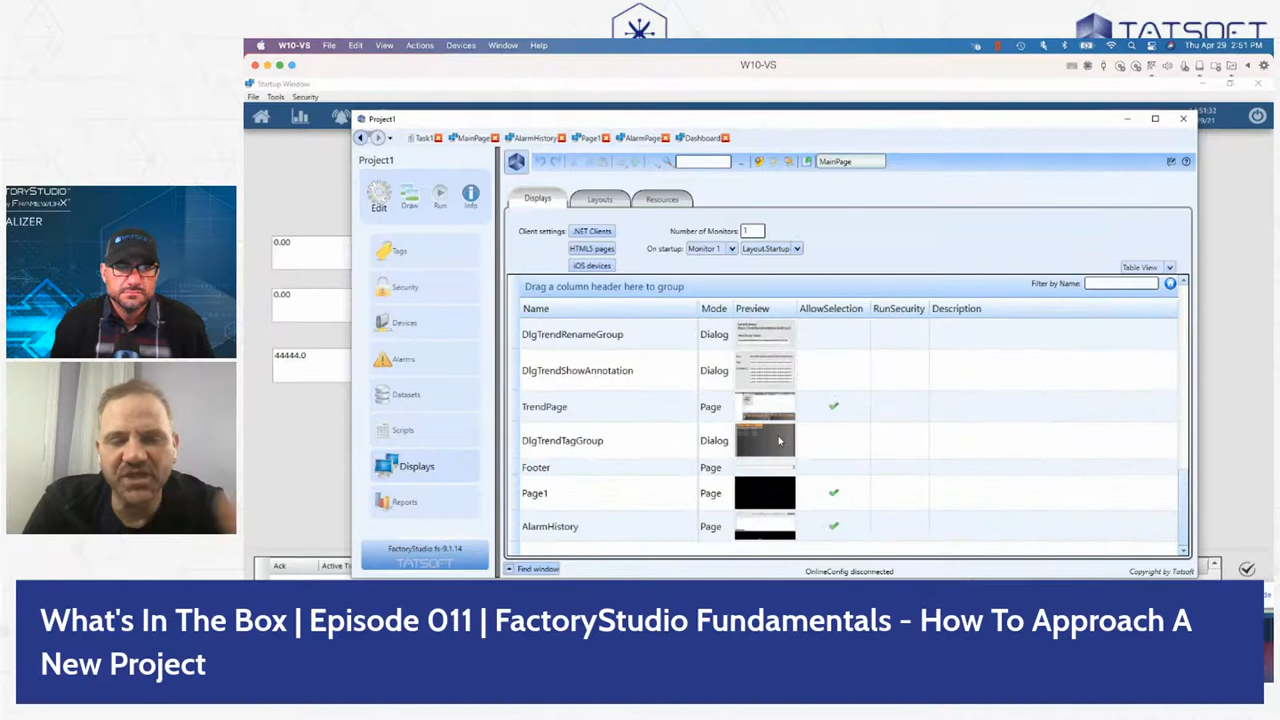 TATSOFT
W10-VS File Edit View Actions Devices Window Help
Thu Apr 29 2:51 PM
W10-VS
Startup Window
File Tools Security
Project1
Task1 MainPage AlarmHistory Page1 AlarmPage Dashboard
Project1
MainPage
Edit Draw Run Info
Displays Layouts Resources
Client settings: .NET Clients Number of Monitors: 1
HTML5 pages On startup: Monitor 1 Layout.Startup
iOS devices
Table View
Drag a column header here to group Filter by Name:
Name Mode Preview AllowSelection RunSecurity Description
DlgTrendRenameGroup Dialog
DlgTrendShowAnnotation Dialog
TrendPage Page
DlgTrendTagGroup Dialog
Footer Page
Page1 Page
AlarmHistory Page
Tags
Security
Devices
Alarms
Datasets
Scripts
Displays
Reports
FactoryStudio fs-9.1.14
TATSOFT
Find window OnlineConfig disconnected Copyright by Tatsoft
0.00
0.00
44444.0
Ack Active Ti
ALIZER
What's In The Box | Episode 011 | FactoryStudio Fundamentals - How To Approach A
New Project